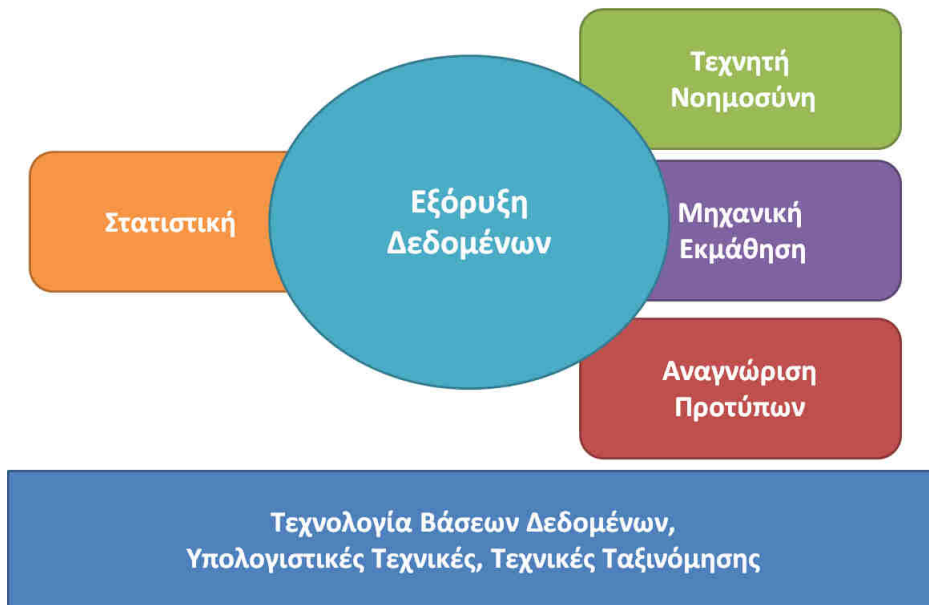 Τεχνητή
Νοημοσύνη
Στατιστική
Εξόρυξη
Δεδομένων
Μηχανική
Εκμάθηση
Αναγνώριση
Προτύπων
Τεχνολογία Βάσεων Δεδομένων,
Υπολογιστικές Τεχνικές, Τεχνικές Ταξινόμησης